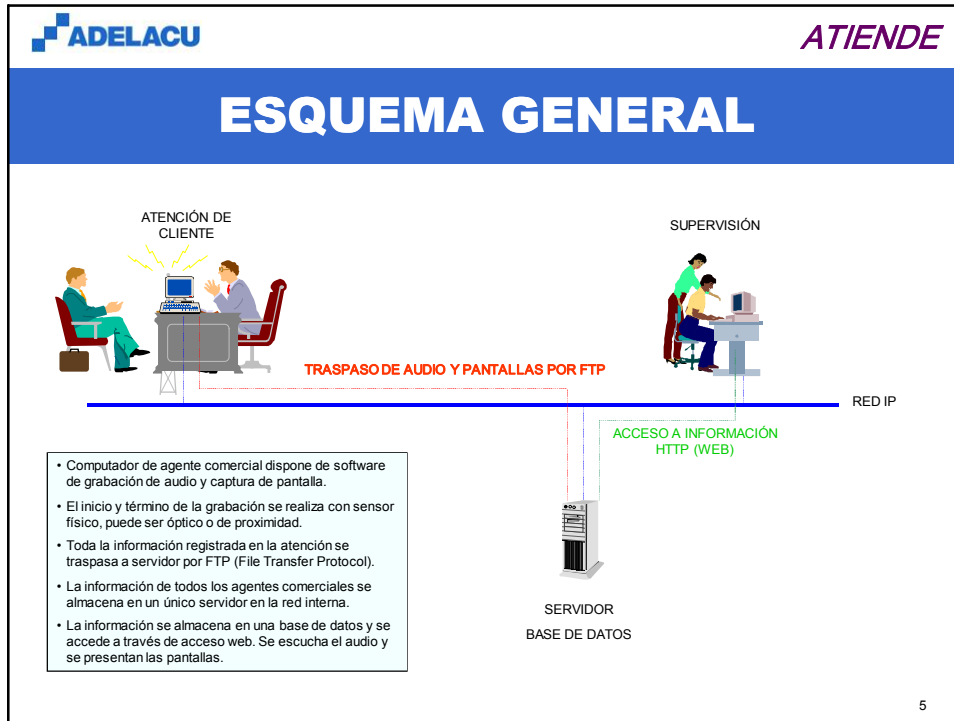 ADELACU
ATIENDE
ESQUEMA GENERAL
ATENCIÓN DE
CLIENTE
SUPERVISIÓN
TRASPASO DE AUDIO Y PANTALLAS POR FTP
RED IP
ACCESO A INFORMACIÓN
HTTP (WEB)
• Computador de agente comercial dispone de software
de grabación de audio y captura de pantalla.
• El inicio y término de la grabación se realiza con sensor
físico, puede ser óptico o de proximidad.
• Toda la información registrada en la atención se
traspasa a servidor por FTP (File Transfer Protocol).
• La información de todos los agentes comerciales se
almacena en un único servidor en la red interna.
• La información se almacena en una base de datos y se
accede a través de acceso web. Se escucha el audio y
se presentan las pantallas.
SERVIDOR
BASE DE DATOS
5